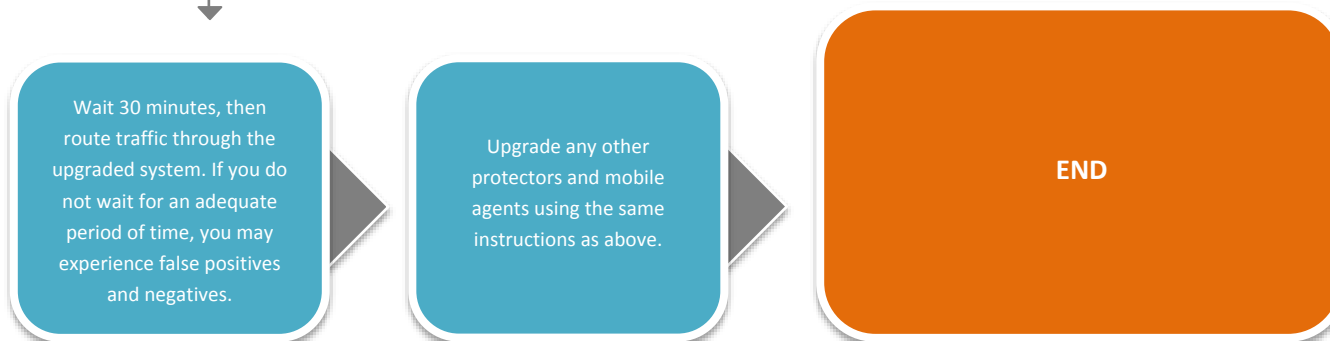 Wait 30 minutes, then
route traffic through the
upgraded system. If you do
not wait for an adequate
period of time, you may
experience false positives
and negatives.
Upgrade any other
protectors and mobile
agents using the same
instructions as above.
END